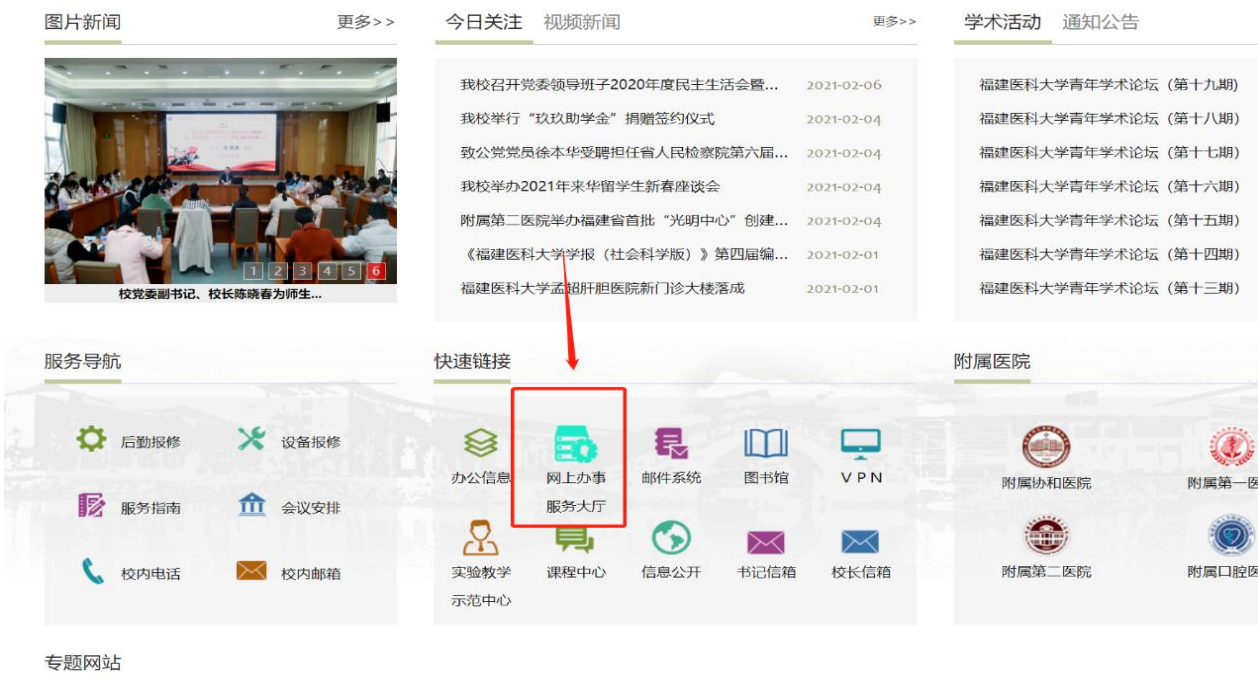 图片新闻
更多>>
1 2 3 4 5 6
校党委副书记、校长陈晓春为师生...
今日关注 视频新闻
更多>>
我校召开党委领导班子2020年度民主生活会暨... 2021-02-06
我校举行“玖玖助学金”捐赠签约仪式 2021-02-04
致公党党员徐本华受聘担任省人民检察院第六届... 2021-02-04
我校举办2021年来华留学生新春座谈会 2021-02-04
附属第二医院举办福建省首批“光明中心”创建... 2021-02-04
《福建医科大学学报（社会科学版）》第四届编... 2021-02-01
福建医科大学孟超肝胆医院新门诊大楼落成 2021-02-01
学术活动 通知公告
福建医科大学青年学术论坛（第十九期)
福建医科大学青年学术论坛（第十八期)
福建医科大学青年学术论坛（第十七期)
福建医科大学青年学术论坛（第十六期)
福建医科大学青年学术论坛（第十五期)
福建医科大学青年学术论坛（第十四期)
福建医科大学青年学术论坛（第十三期)
服务导航
后勤报修 设备报修
服务指南 会议安排
校内电话 校内邮箱
快速链接
办公信息 网上办事 邮件系统 图书馆 VPN
服务大厅
实验教学 课程中心 信息公开 书记信箱 校长信箱
示范中心
附属医院
附属协和医院 附属第一医
附属第二医院 附属口腔医
专题网站